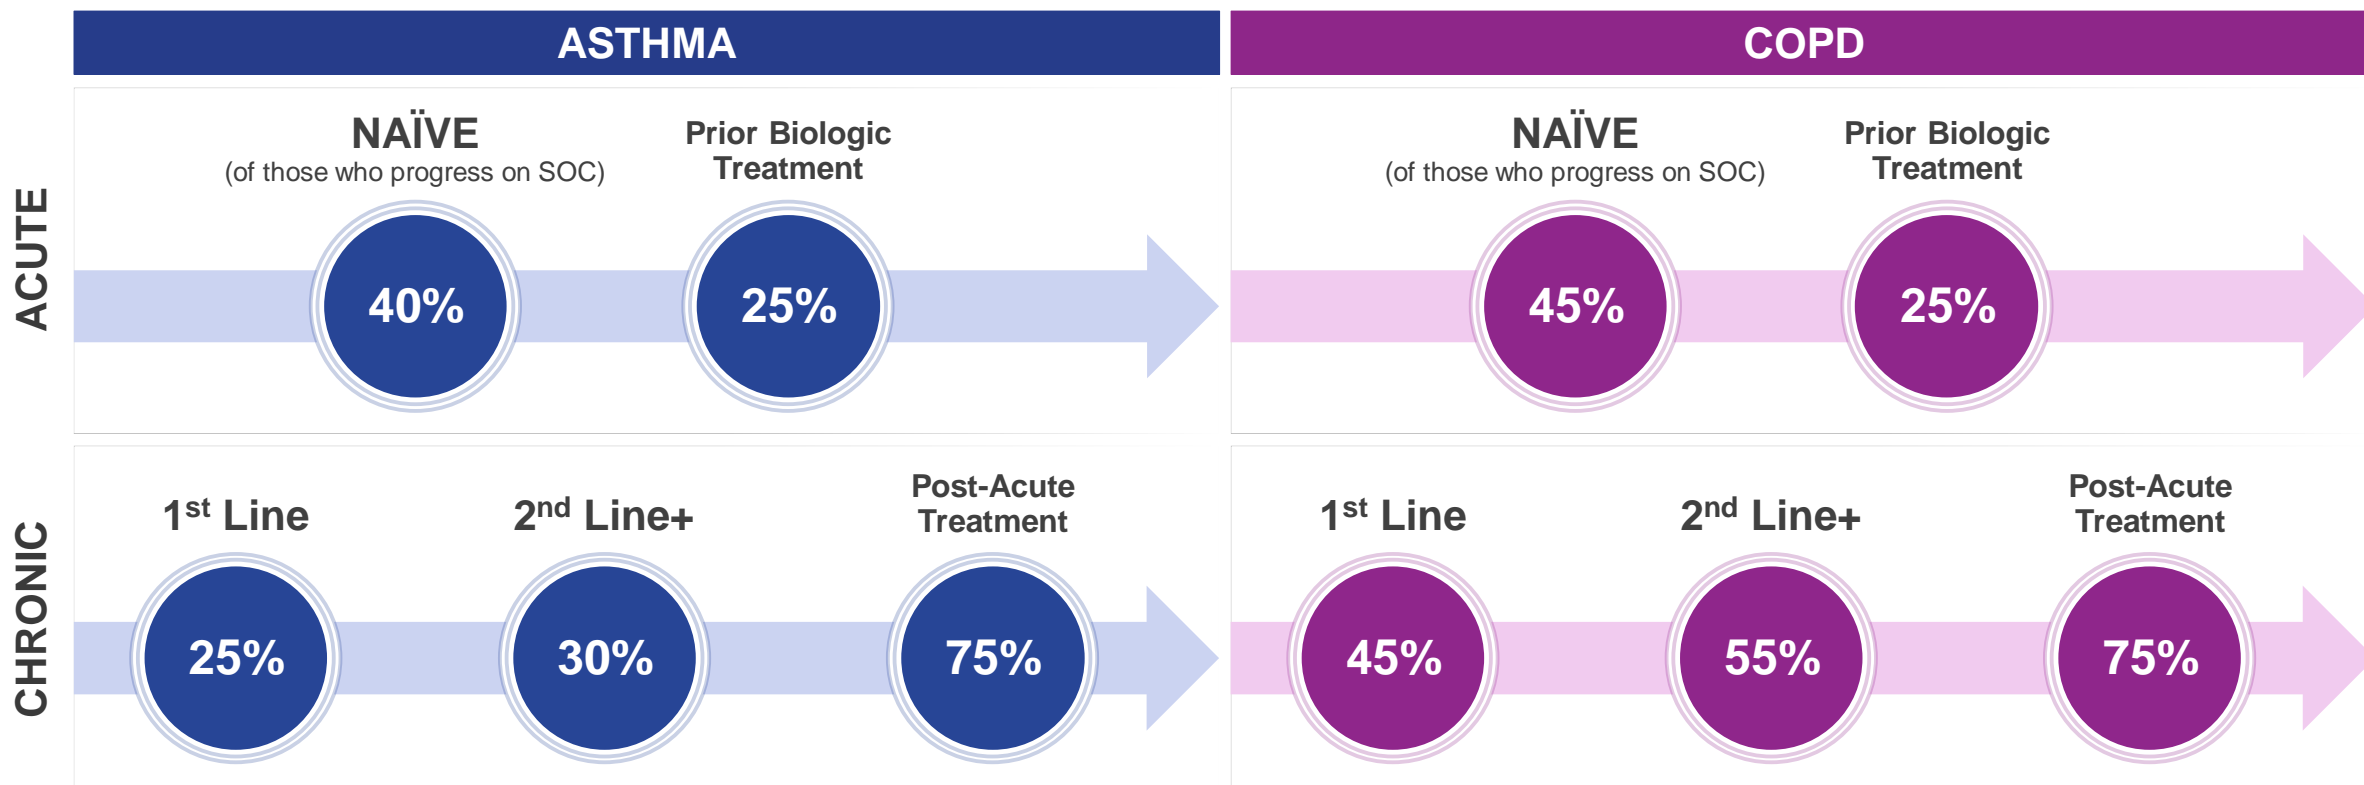 ASTHMA
COPD
ACUTE
NAÏVE
(of those who progress on SOC)
Prior Biologic
Treatment
40%
25%
NAÏVE
(of those who progress on SOC)
Prior Biologic
Treatment
45%
25%
CHRONIC
1st Line
2nd Line+
Post-Acute
Treatment
25%
30%
75%
1st Line
2nd Line+
Post-Acute
Treatment
45%
55%
75%